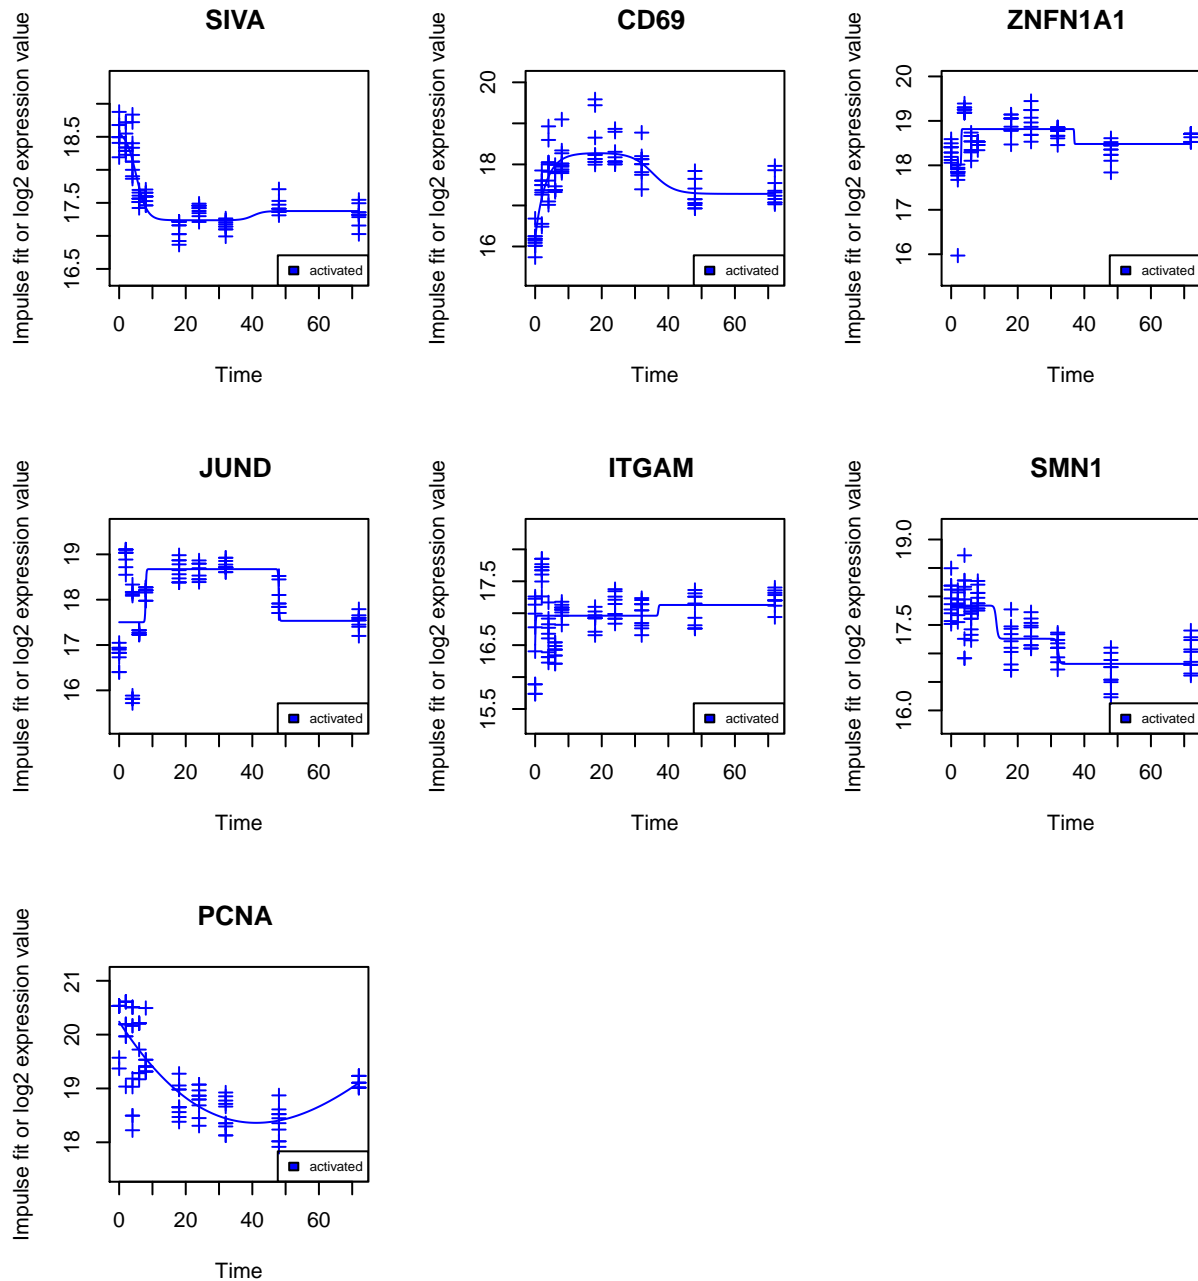 SIVA
Impulse fit or log2 expression value
18.5
17.5
16.5
0 20 40 60
Time
activated
CD69
Impulse fit or log2 expression value
20
18
16
0 20 40 60
Time
activated
ZNFN1A1
Impulse fit or log2 expression value
20
19
18
17
16
0 20 40 60
Time
activated
JUND
Impulse fit or log2 expression value
19
18
17
16
0 20 40 60
Time
activated
ITGAM
Impulse fit or log2 expression value
17.5
16.5
15.5
0 20 40 60
Time
activated
SMN1
Impulse fit or log2 expression value
19.0
17.5
16.0
0 20 40 60
Time
activated
PCNA
Impulse fit or log2 expression value
21
20
19
18
0 20 40 60
Time
activated